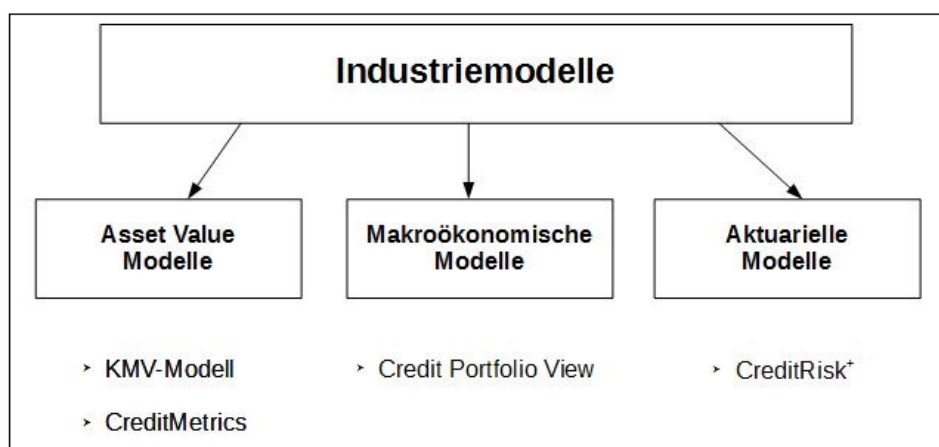 Industriemodelle
Asset Value
Modelle
Makroökonomische
Modelle
Aktuarielle
Modelle
➢ KMV-Modell
➢ CreditMetrics
➢ Credit Portfolio View
➢ CreditRisk⁺